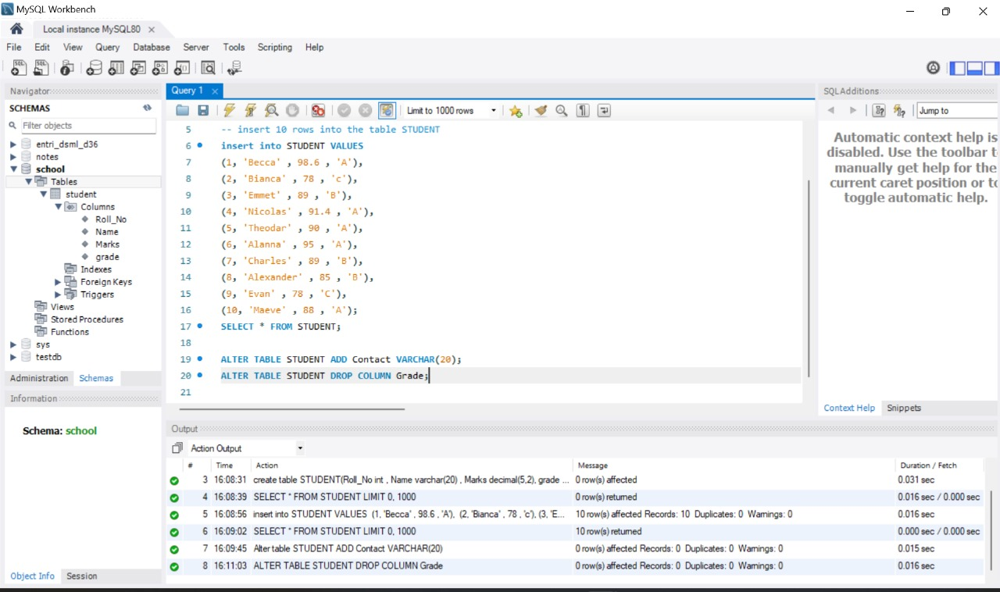 MySQL Workbench
Local instance MySQL80
File Edit View Query Database Server Tools Scripting Help
Navigator
SCHEMAS
Filter objects
entri_dsml_d36
notes
school
Tables
student
Columns
Roll_No
Name
Marks
grade
Indexes
Foreign Keys
Triggers
Views
Stored Procedures
Functions
sys
testdb
Administration Schemas
Information
Schema: school
Object Info Session
Query 1
Limit to 1000 rows
5 -- insert 10 rows into the table STUDENT
6 insert into STUDENT VALUES
7 (1, 'Becca' , 98.6 , 'A'),
8 (2, 'Bianca' , 78 , 'c'),
9 (3, 'Emmet' , 89 , 'B'),
10 (4, 'Nicolas' , 91.4 , 'A'),
11 (5, 'Theodar' , 90 , 'A'),
12 (6, 'Alanna' , 95 , 'A'),
13 (7, 'Charles' , 89 , 'B'),
14 (8, 'Alexander' , 85 , 'B'),
15 (9, 'Evan' , 78 , 'C'),
16 (10, 'Maeve' , 88 , 'A');
17 SELECT * FROM STUDENT;
18
19 ALTER TABLE STUDENT ADD Contact VARCHAR(20);
20 ALTER TABLE STUDENT DROP COLUMN Grade;
21
SQLAdditions
Jump to
Automatic context help is
disabled. Use the toolbar t
manually get help for the
current caret position or to
toggle automatic help.
Context Help Snippets
Output
Action Output
# Time Action Message Duration / Fetch
3 16:08:31 create table STUDENT(Roll_No int , Name varchar(20) , Marks decimal(5,2), grade ... 0 row(s) affected 0.031 sec
4 16:08:39 SELECT * FROM STUDENT LIMIT 0, 1000 0 row(s) returned 0.016 sec / 0.000 sec
5 16:08:56 insert into STUDENT VALUES (1, 'Becca' , 98.6 , 'A'), (2, 'Bianca' , 78 , 'c'), (3, 'E... 10 row(s) affected Records: 10 Duplicates: 0 Warnings: 0 0.016 sec
6 16:09:02 SELECT * FROM STUDENT LIMIT 0, 1000 10 row(s) returned 0.000 sec / 0.000 sec
7 16:09:45 Alter table STUDENT ADD Contact VARCHAR(20) 0 row(s) affected Records: 0 Duplicates: 0 Warnings: 0 0.015 sec
8 16:11:03 ALTER TABLE STUDENT DROP COLUMN Grade 0 row(s) affected Records: 0 Duplicates: 0 Warnings: 0 0.016 sec